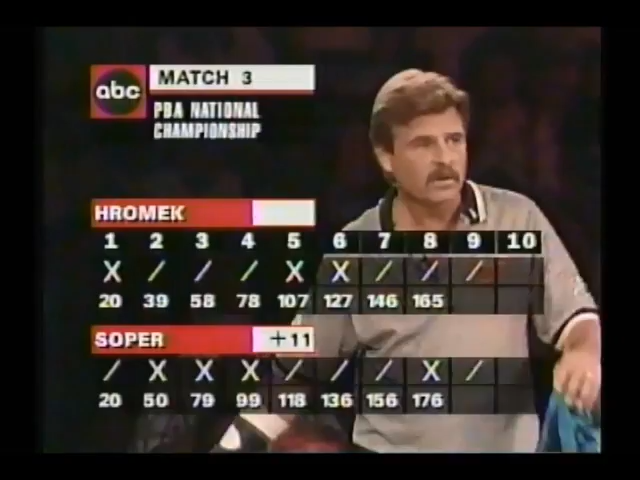 abc MATCH 3
PBA NATIONAL
CHAMPIONSHIP
HROMEK
1 2 3 4 5 6 7 8 9 10
X / / / X X / / /
20 39 58 78 107 127 146 165
SOPER +11
/ X X X / / / X /
20 50 79 99 118 136 156 176